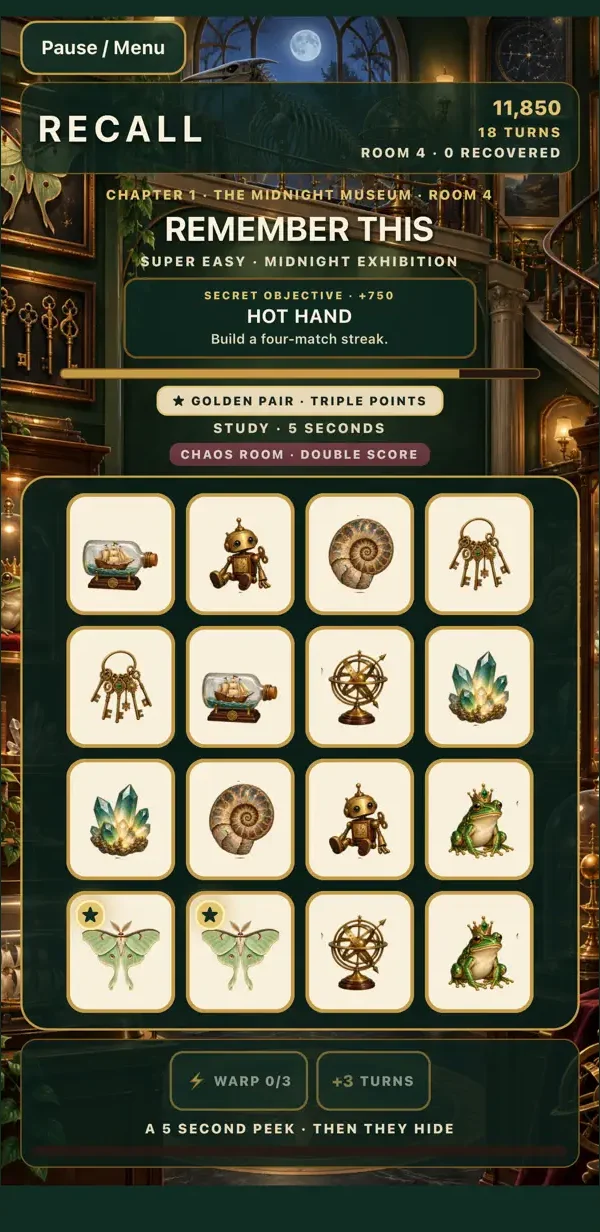 Pause / Menu
RECALL
11,850
18 TURNS
ROOM 4 · 0 RECOVERED
CHAPTER 1 · THE MIDNIGHT MUSEUM · ROOM 4
REMEMBER THIS
SUPER EASY · MIDNIGHT EXHIBITION
SECRET OBJECTIVE · +750
HOT HAND
Build a four-match streak.
★ GOLDEN PAIR · TRIPLE POINTS
STUDY · 5 SECONDS
CHAOS ROOM · DOUBLE SCORE
⚡ WARP 0/3
+3 TURNS
A 5 SECOND PEEK · THEN THEY HIDE